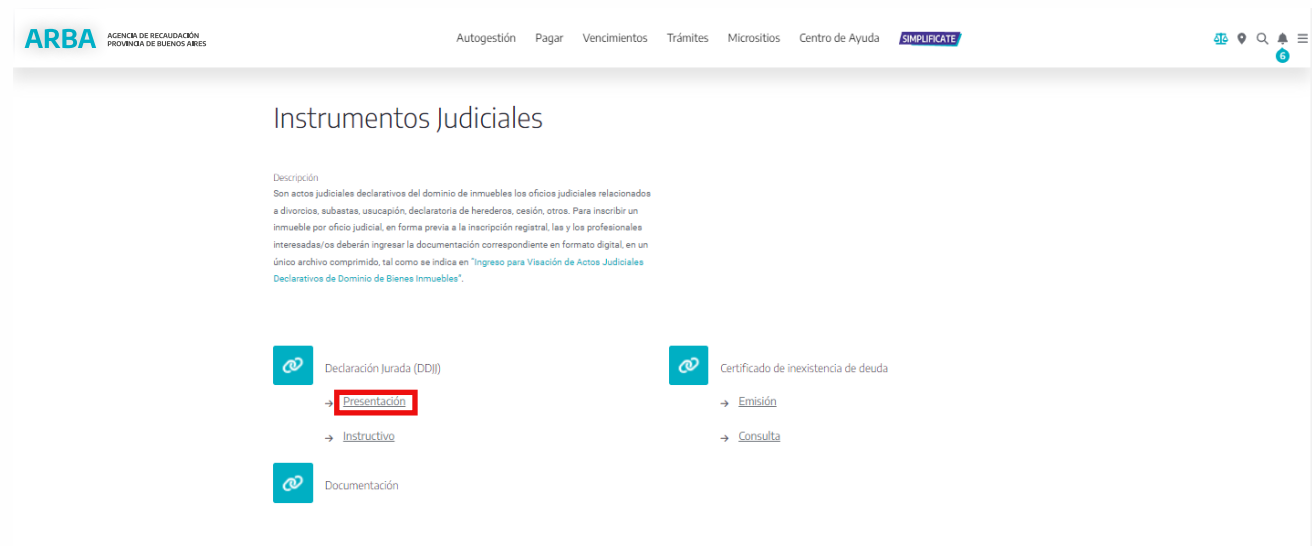 ARBA
AGENCIA DE RECAUDACIÓN
PROVINCIA DE BUENOS AIRES
Autogestión Pagar Vencimientos Trámites Micrositios Centro de Ayuda SIMPLIFICATE
6
Instrumentos Judiciales
Descripción
Son actos judiciales declarativos del dominio de inmuebles los oficios judiciales relacionados
a divorcios, subastas, usucapión, declaratoria de herederos, cesión, otros. Para inscribir un
inmueble por oficio judicial, en forma previa a la inscripción registral, las y los profesionales
interesadas/os deberán ingresar la documentación correspondiente en formato digital, en un
único archivo comprimido, tal como se indica en "Ingreso para Visación de Actos Judiciales
Declarativos de Dominio de Bienes Inmuebles".
Declaración Jurada (DDJJ)
→ Presentación
→ Instructivo
Documentación
Certificado de inexistencia de deuda
→ Emisión
→ Consulta